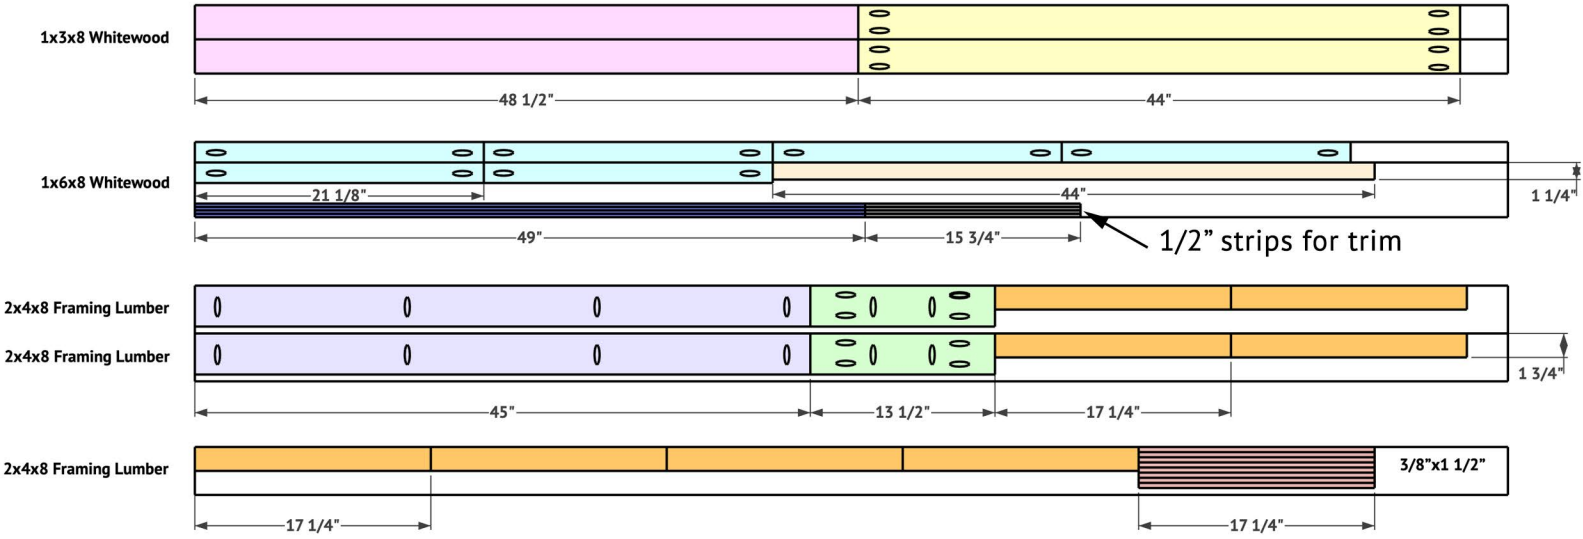 1x3x8 Whitewood
48 1/2"
44"
1x6x8 Whitewood
21 1/8"
44"
1 1/4"
49"
15 3/4"
1/2” strips for trim
2x4x8 Framing Lumber
2x4x8 Framing Lumber
1 3/4"
45"
13 1/2"
17 1/4"
2x4x8 Framing Lumber
3/8”x1 1/2”
17 1/4"
17 1/4"